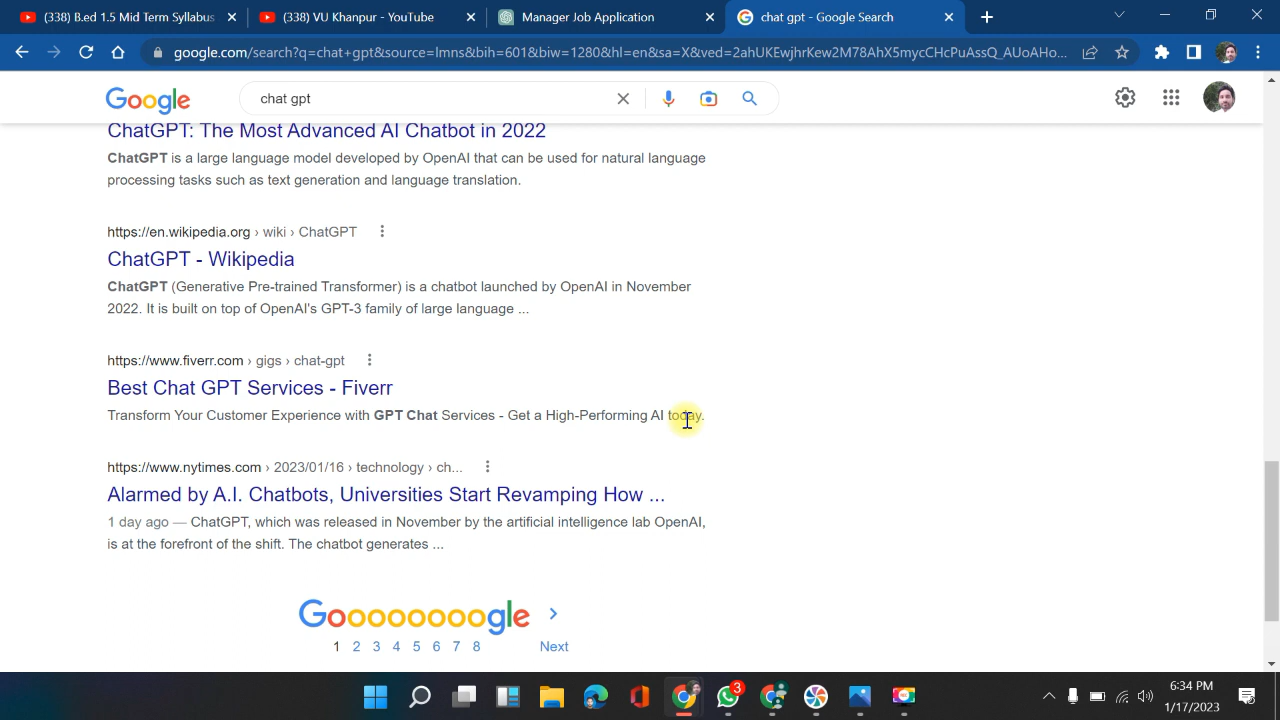 (338) B.ed 1.5 Mid Term Syllabus
(338) VU Khanpur - YouTube
Manager Job Application
chat gpt - Google Search
google.com/search?q=chat+gpt&source=lmns&bih=601&biw=1280&hl=en&sa=X&ved=2ahUKEwjhrKew2M78AhX5mycCHcPuAssQ_AUoAHo...
Google
chat gpt
ChatGPT: The Most Advanced AI Chatbot in 2022
ChatGPT is a large language model developed by OpenAI that can be used for natural language
processing tasks such as text generation and language translation.
https://en.wikipedia.org › wiki › ChatGPT
ChatGPT - Wikipedia
ChatGPT (Generative Pre-trained Transformer) is a chatbot launched by OpenAI in November
2022. It is built on top of OpenAI's GPT-3 family of large language ...
https://www.fiverr.com › gigs › chat-gpt
Best Chat GPT Services - Fiverr
Transform Your Customer Experience with GPT Chat Services - Get a High-Performing AI today.
https://www.nytimes.com › 2023/01/16 › technology › ch...
Alarmed by A.I. Chatbots, Universities Start Revamping How ...
1 day ago — ChatGPT, which was released in November by the artificial intelligence lab OpenAI,
is at the forefront of the shift. The chatbot generates ...
Goooooooogle
1 2 3 4 5 6 7 8 Next
3
6:34 PM
1/17/2023